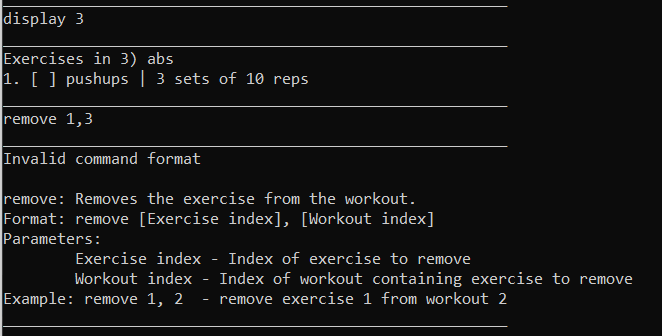 display 3
Exercises in 3) abs
1. [ ] pushups | 3 sets of 10 reps
remove 1,3
Invalid command format
remove: Removes the exercise from the workout.
Format: remove [Exercise index], [Workout index]
Parameters:
Exercise index - Index of exercise to remove
Workout index - Index of workout containing exercise to remove
Example: remove 1, 2  - remove exercise 1 from workout 2